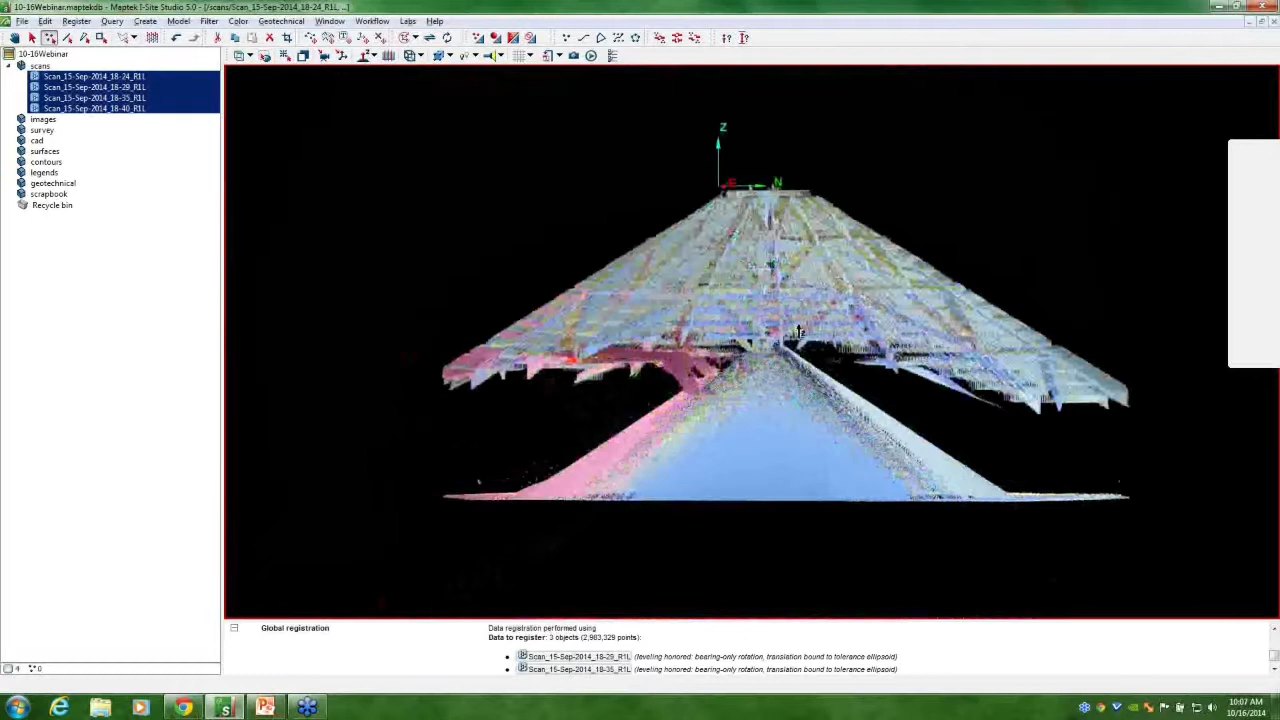 10-16Webinar.maptekdb - Maptek I-Site Studio 5.0 - [/scans/Scan_15-Sep-2014_18-24_R1L, ...]
File Edit Register Query Create Model Filter Color Geotechnical Window Workflow Labs Help
10-16Webinar
scans
Scan_15-Sep-2014_18-24_R1L
Scan_15-Sep-2014_18-29_R1L
Scan_15-Sep-2014_18-35_R1L
Scan_15-Sep-2014_18-40_R1L
images
survey
cad
surfaces
contours
legends
geotechnical
scrapbook
Recycle bin
Z
E N
Global registration
Data registration performed using
Data to register: 3 objects (2,983,329 points):
Scan_15-Sep-2014_18-29_R1L (leveling honored: bearing-only rotation, translation bound to tolerance ellipsoid)
Scan_15-Sep-2014_18-35_R1L (leveling honored: bearing-only rotation, translation bound to tolerance ellipsoid)
4 0
10:07 AM
10/16/2014